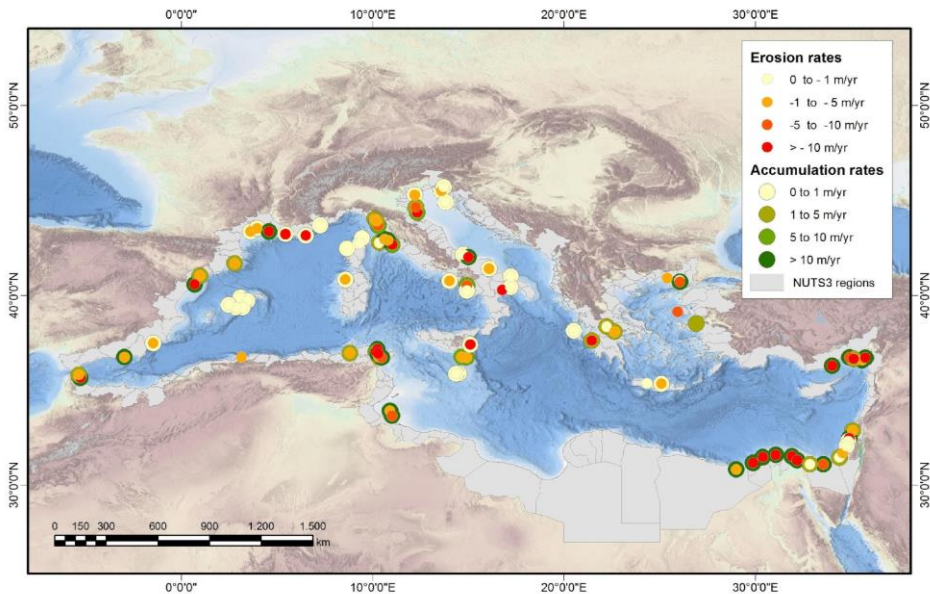 0°0'0" 10°0'0"E 20°0'0"E 30°0'0"E
50°0'0"N 50°0'0"N
40°0'0"N 40°0'0"N
30°0'0"N 30°0'0"N
Erosion rates
0 to - 1 m/yr
-1 to - 5 m/yr
-5 to -10 m/yr
> - 10 m/yr
Accumulation rates
0 to 1 m/yr
1 to 5 m/yr
5 to 10 m/yr
> 10 m/yr
NUTS3 regions
0 150 300 600 900 1.200 1.500
km
0°0'0" 10°0'0"E 20°0'0"E 30°0'0"E